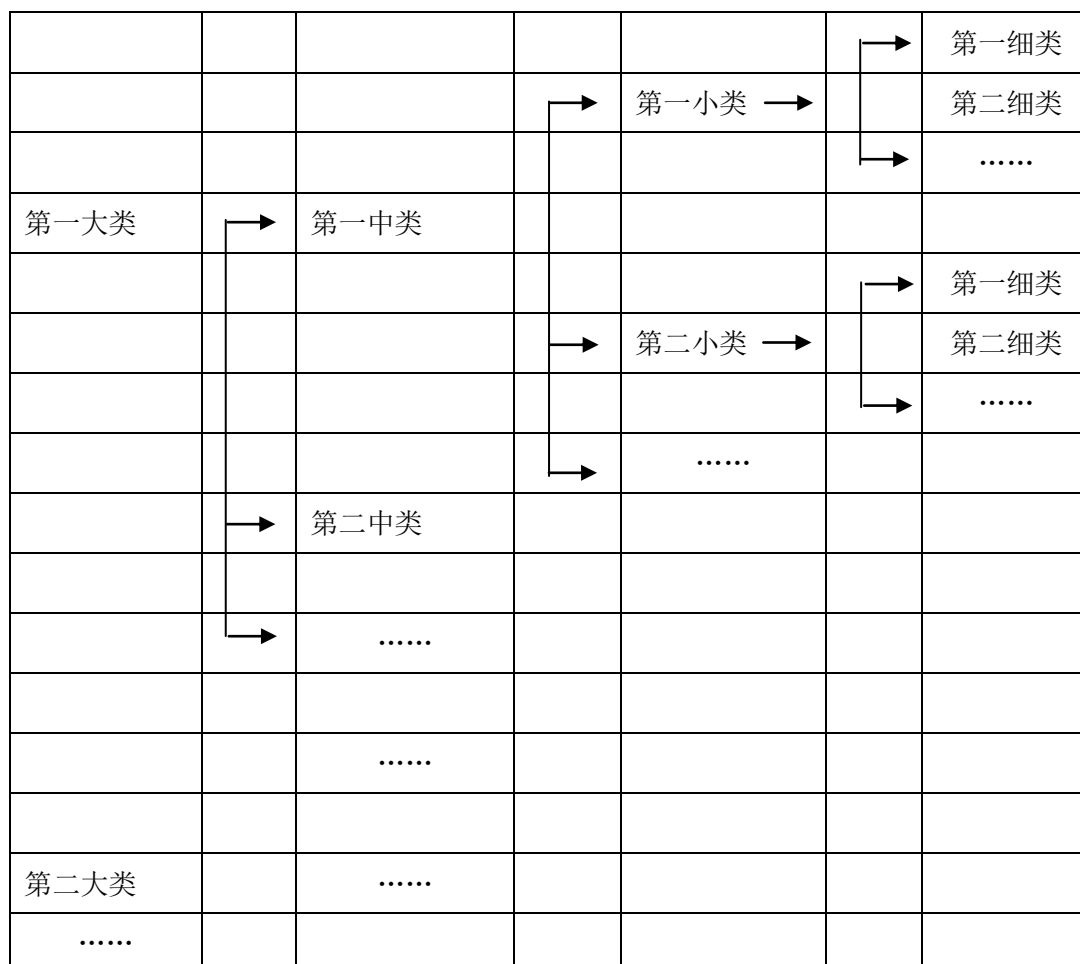 第一细类
第一小类 第二细类
……
第一大类 第一中类
第一细类
第二小类 第二细类
……
……
第二中类
……
……
第二大类 ……
……